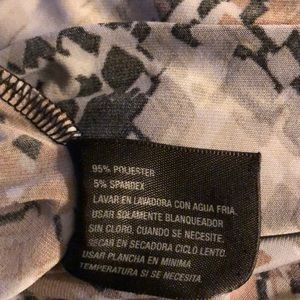 95% POLIESTER
5% SPANDEX
LAVAR EN LAVADORA CON AGUA FRIA.
USAR SOLAMENTE BLANQUEADOR
SIN CLORO, CUANDO SE NECESITE.
SECAR EN SECADORA CICLO LENTO.
USAR PLANCHA EN MINIMA
TEMPERATURA SI SE NECESITA